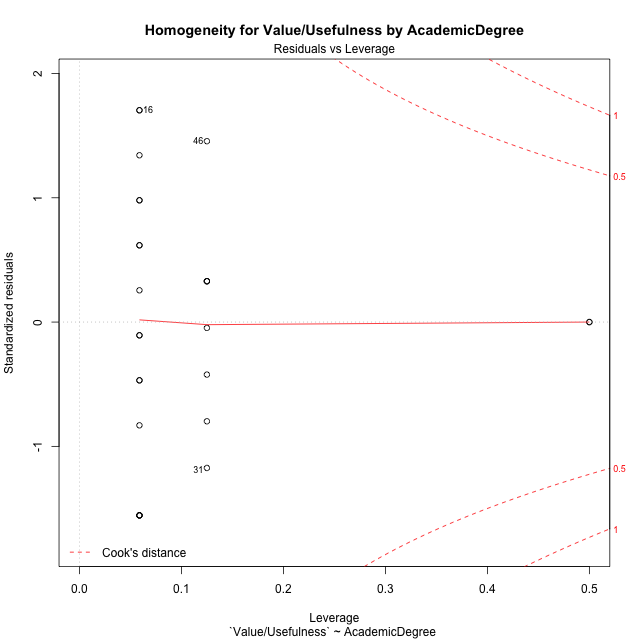 Homogeneity for Value/Usefulness by AcademicDegree
Residuals vs Leverage
2
1
0
-1
Standardized residuals
16
46
31
1
0.5
0.5
1
Cook's distance
0.0
0.1
0.2
0.3
0.4
0.5
Leverage
`Value/Usefulness` ~ AcademicDegree